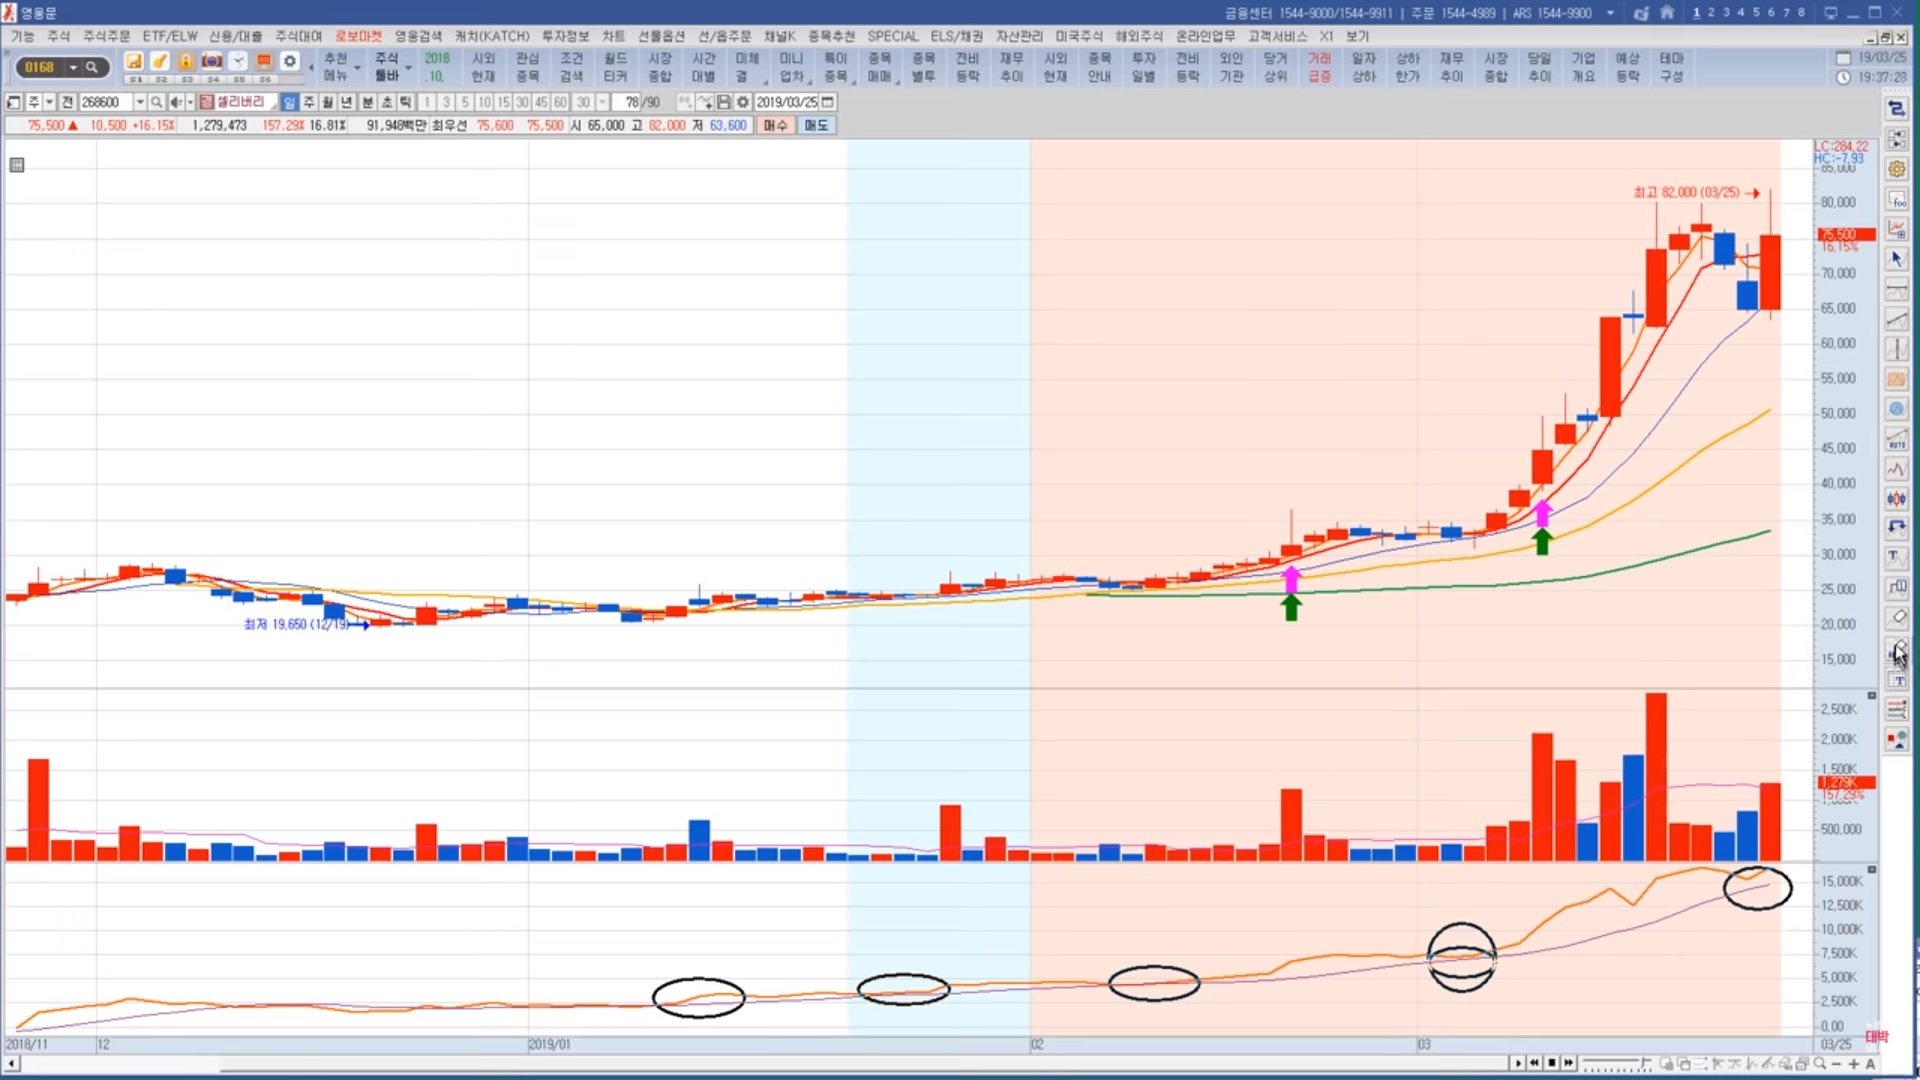 영웅문
금융센터 1544-9000/1544-9911 | 주문 1544-4989 | ARS 1544-9900 1 2 3 4 5 6 7 8
기능 주식 주식주문 ETF/ELW 신용/대출 주식대여 로보마켓 영웅검색 캐치(KATCH) 투자정보 차트 선물옵션 선/옵주문 채널K 종목추천 SPECIAL ELS/채권 자산관리 미국주식 해외주식 온라인업무 고객서비스 X1 보기
0168
S1 S2 S3 S4 S5 S6
추천 주식 2018 시외 관심 조건 월드 시장 시간 미체 미니 특이 종목 종목 전비 재무 시외 종목 투자 전비 외인 당거 거래 일자 상하 재무 시장 당일 기업 예상 테마
메뉴 툴바 .10, 현재 종목 검색 티커 종합 대별 결 업차 종목 매매 별투 등락 추이 현재 안내 일별 등락 기관 상위 급증 상하 한가 추이 종합 추이 개요 등락 구성
19/03/25
19:37:28
주 전 268600 셀리버리 일 주 월 년 분 초 틱 1 3 5 10 15 30 45 60 30 78 /90 2019/03/25
75,500 ▲ 10,500 +16.15% 1,279,473 157.29% 16.81% 91,948백만 최우선 75,600 75,500 시 65,000 고 82,000 저 63,600 매수 매도
LC:284.22
HC:-7.93
85,000
최고 82,000 (03/25) →
80,000
75,500
16.15%
70,000
65,000
60,000
55,000
50,000
45,000
40,000
35,000
30,000
25,000
최저 19,650 (12/19) →
20,000
15,000
2,500K
2,000K
1,500K
1,279K
157.29%
500,000
15,000K
12,500K
10,000K
7,500K
5,000K
2,500K
0.00
대박
2018/11 12 2019/01 02 03 03/25
A